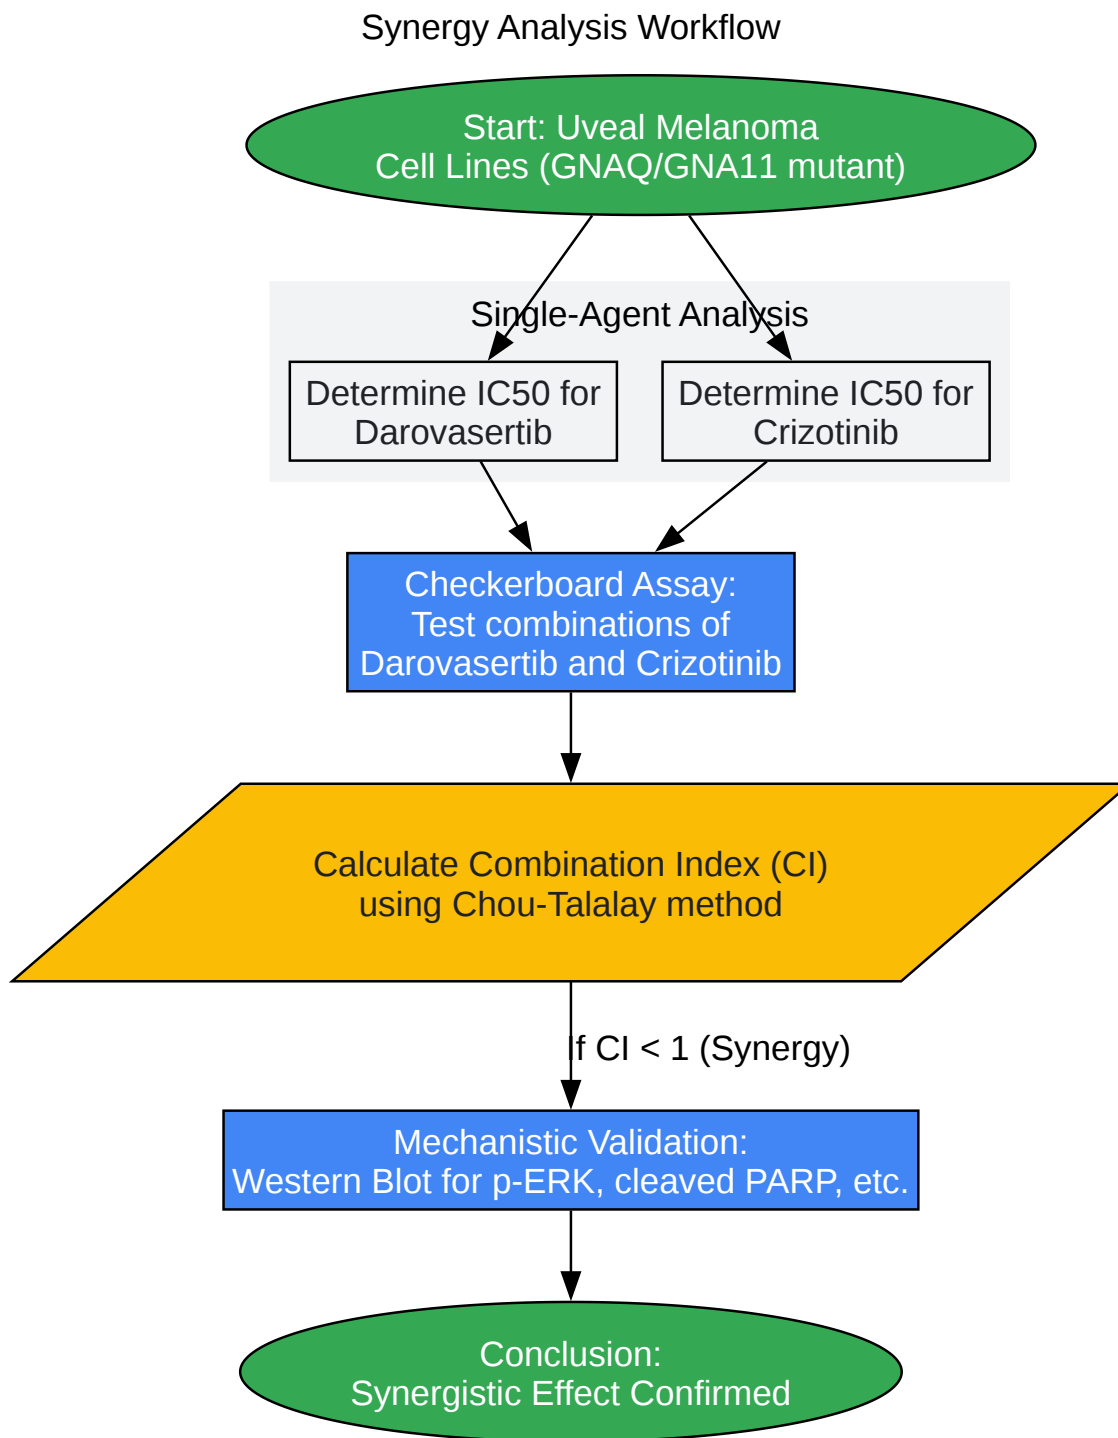 Synergy Analysis Workflow
Start: Uveal Melanoma
Cell Lines (GNAQ/GNA11 mutant)
Single-Agent Analysis
Determine IC50 for
Darovasertib
Determine IC50 for
Crizotinib
Checkerboard Assay:
Test combinations of
Darovasertib and Crizotinib
Calculate Combination Index (CI)
using Chou-Talalay method
If CI < 1 (Synergy)
Mechanistic Validation:
Western Blot for p-ERK, cleaved PARP, etc.
Conclusion:
Synergistic Effect Confirmed